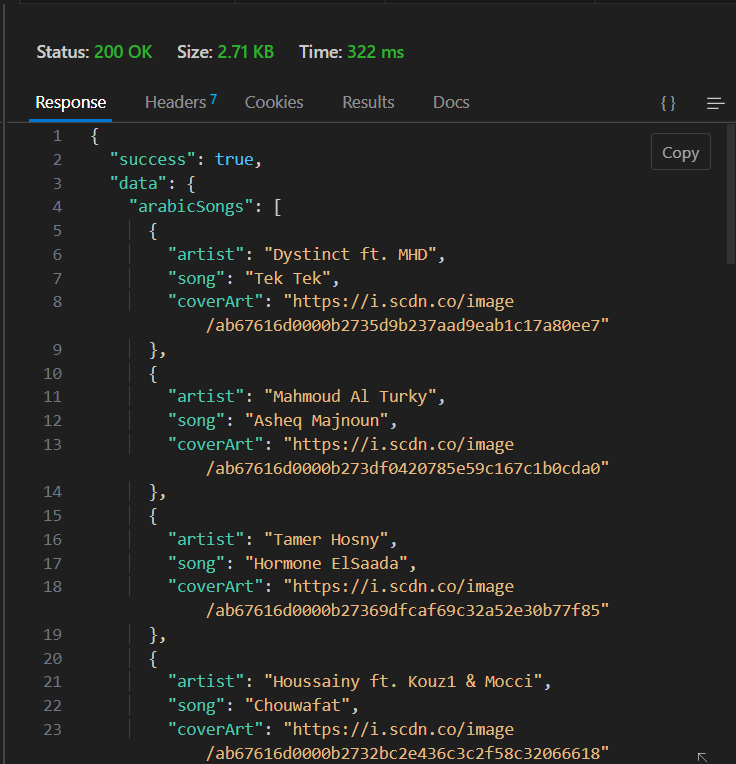 Status: 200 OK Size: 2.71 KB Time: 322 ms
Response Headers 7 Cookies Results Docs { }
Copy
1 {
2 "success": true,
3 "data": {
4 "arabicSongs": [
5 {
6 "artist": "Dystinct ft. MHD",
7 "song": "Tek Tek",
8 "coverArt": "https://i.scdn.co/image
/ab67616d0000b2735d9b237aad9eab1c17a80ee7"
9 },
10 {
11 "artist": "Mahmoud Al Turky",
12 "song": "Asheq Majnoun",
13 "coverArt": "https://i.scdn.co/image
/ab67616d0000b273df0420785e59c167c1b0cda0"
14 },
15 {
16 "artist": "Tamer Hosny",
17 "song": "Hormone ElSaada",
18 "coverArt": "https://i.scdn.co/image
/ab67616d0000b27369dfcaf69c32a52e30b77f85"
19 },
20 {
21 "artist": "Houssainy ft. Kouz1 & Mocci",
22 "song": "Chouwafat",
23 "coverArt": "https://i.scdn.co/image
/ab67616d0000b2732bc2e436c3c2f58c32066618"